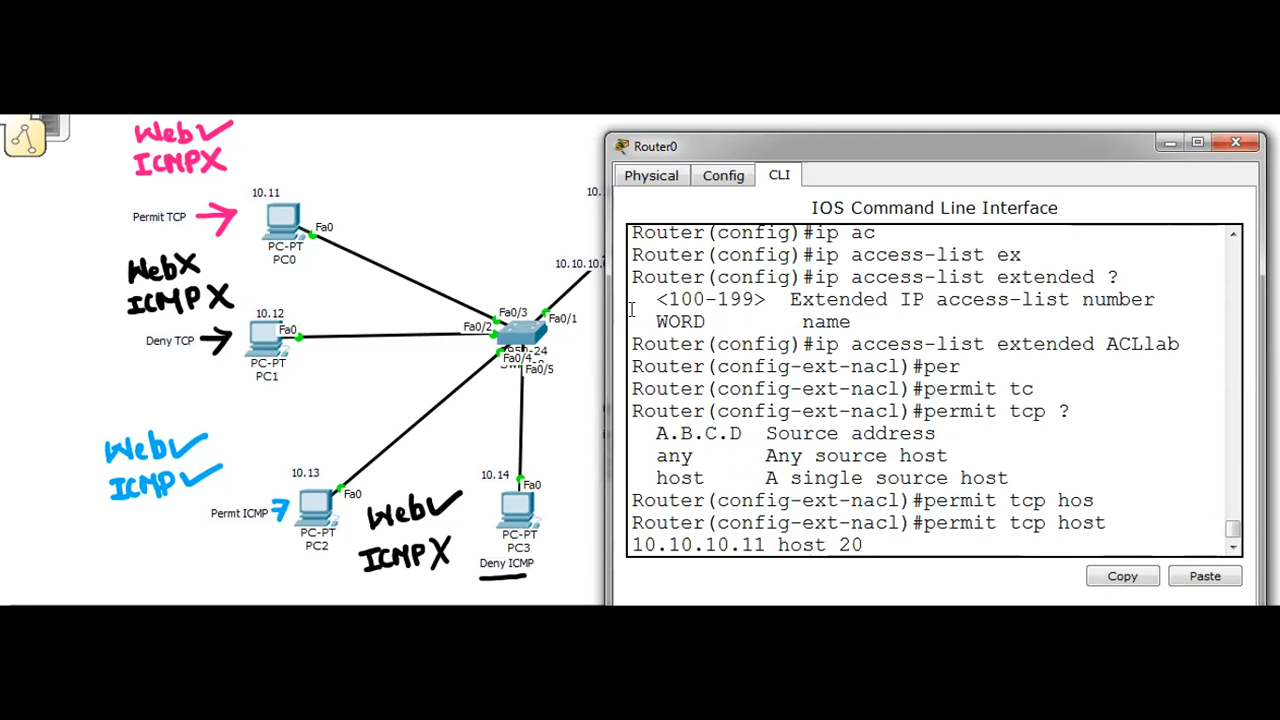 Web✓
ICMPX
10.11
Permit TCP
Fa0
PC-PT
PC0
WebX
ICMPX
10.12
Fa0
Deny TCP
PC-PT
PC1
10.
10.10.10.
Fa0/3
Fa0/1
Fa0/2
Fa0/4
Fa0/5
Web✓
ICMP✓
10.13
Fa0
Permt ICMP
PC-PT
PC2
Web✓
ICMPX
10.14
Fa0
PC-PT
PC3
Deny ICMP
Router0
Physical Config CLI
IOS Command Line Interface
Router(config)#ip ac
Router(config)#ip access-list ex
Router(config)#ip access-list extended ?
<100-199> Extended IP access-list number
WORD name
Router(config)#ip access-list extended ACLlab
Router(config-ext-nacl)#per
Router(config-ext-nacl)#permit tc
Router(config-ext-nacl)#permit tcp ?
A.B.C.D Source address
any Any source host
host A single source host
Router(config-ext-nacl)#permit tcp hos
Router(config-ext-nacl)#permit tcp host
10.10.10.11 host 20
Copy Paste